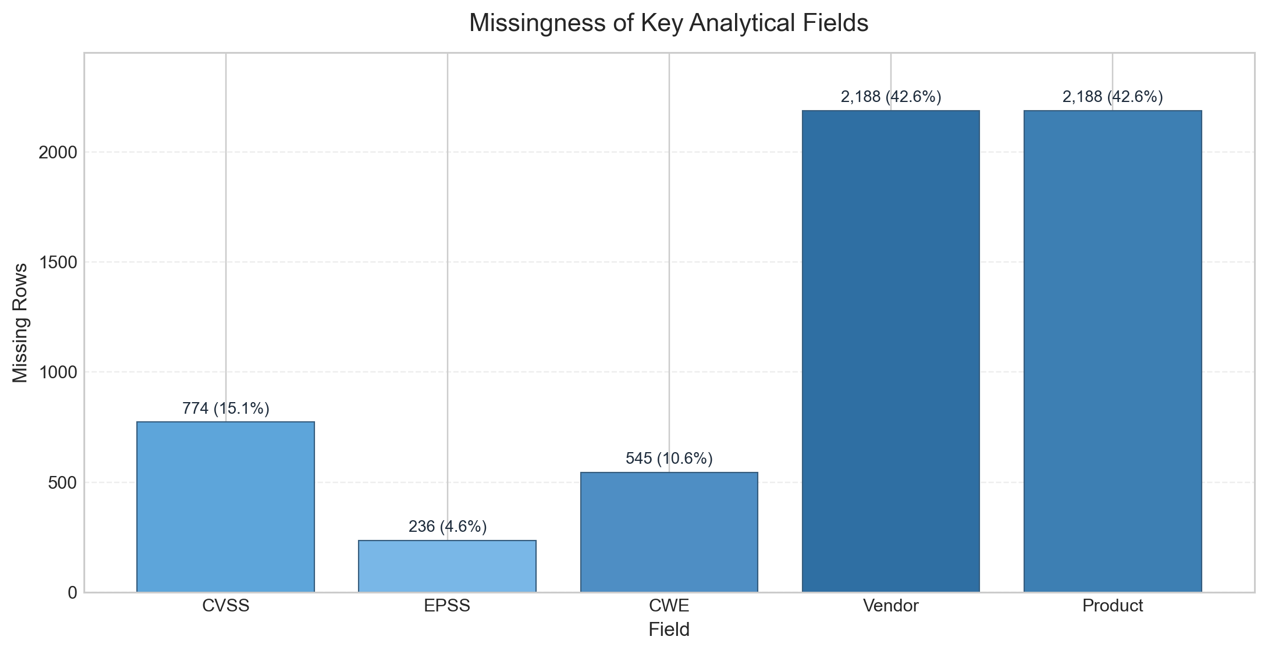 Missingness of Key Analytical Fields
2,188 (42.6%) 2,188 (42.6%)
2000
1500
Missing Rows
1000
774 (15.1%)
545 (10.6%)
500
236 (4.6%)
0
CVSS EPSS CWE Vendor Product
Field